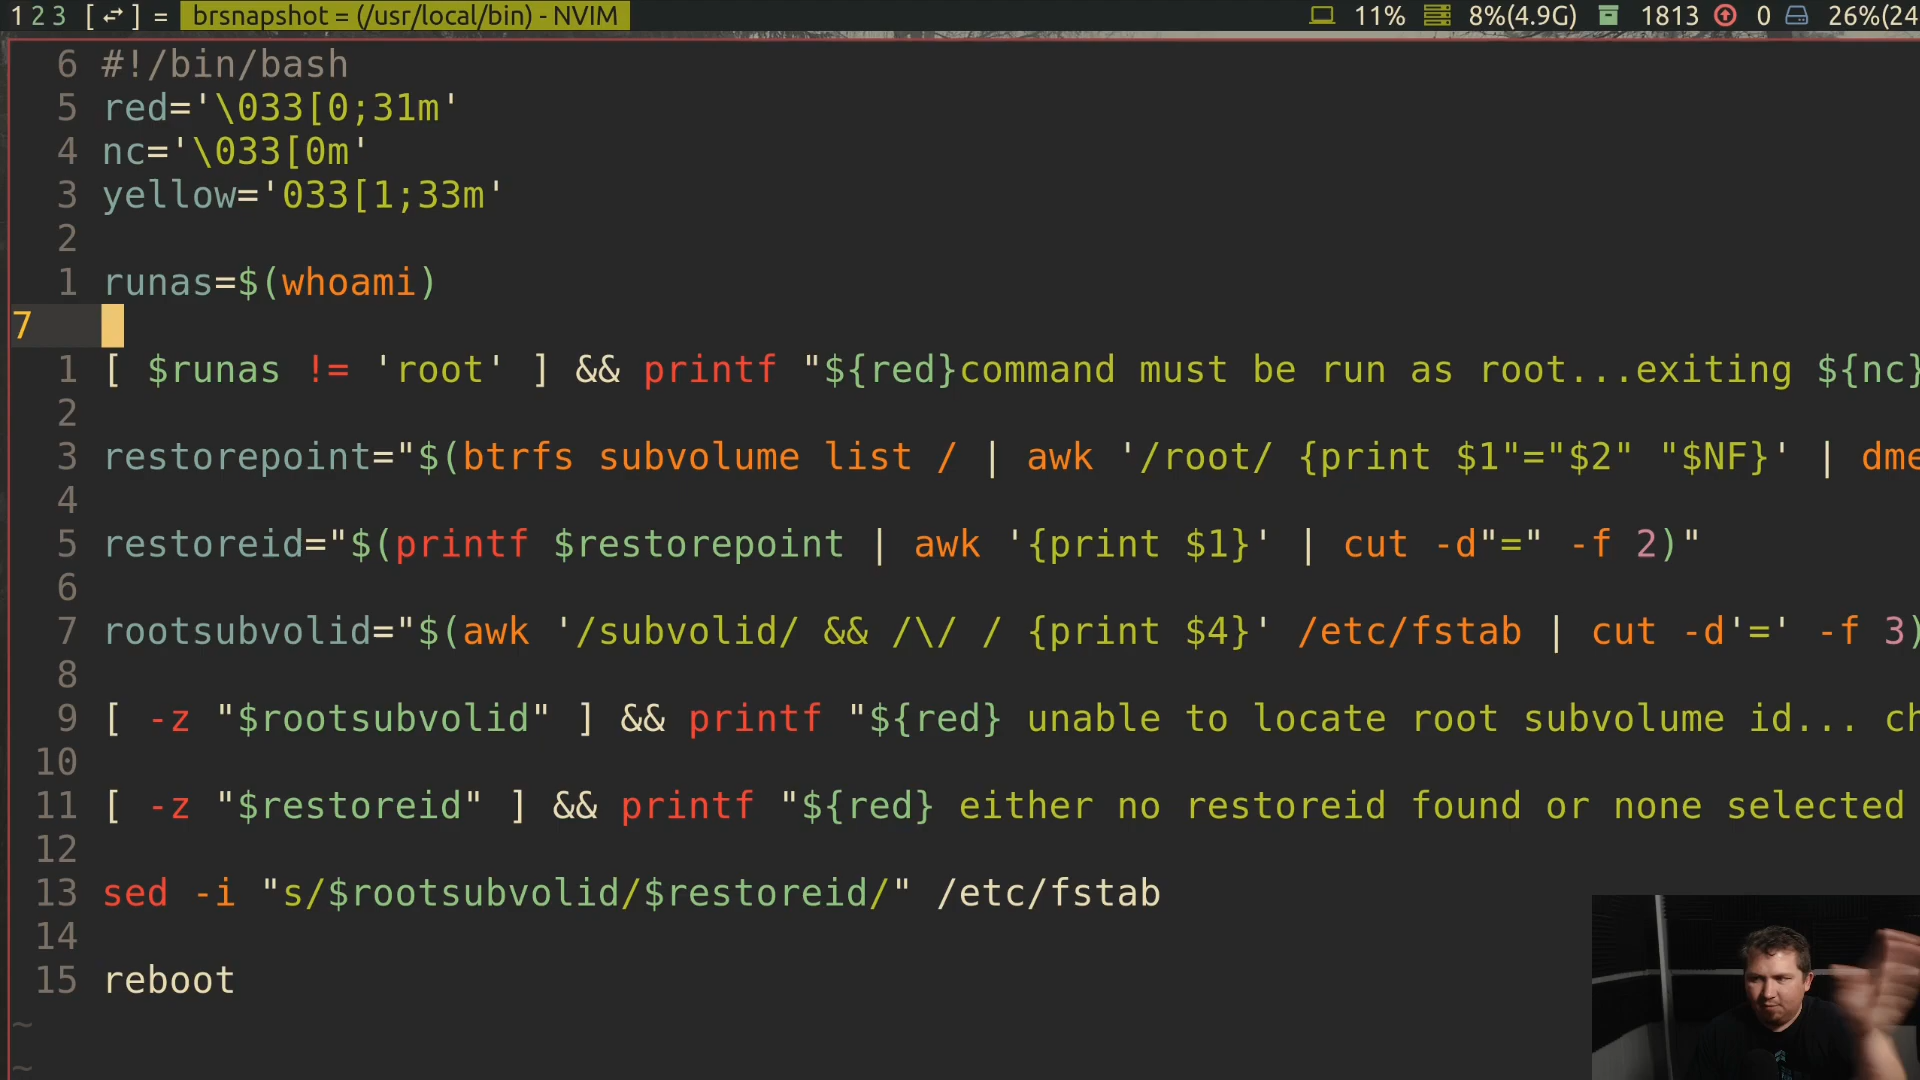 1 2 3 [ ] = brsnapshot = (/usr/local/bin) - NVIM 11% 8%(4.9G) 1813 0 26%(24
6 #!/bin/bash
5 red='\033[0;31m'
4 nc='\033[0m'
3 yellow='033[1;33m'
2
1 runas=$(whoami)
7
1 [ $runas != 'root' ] && printf "${red}command must be run as root...exiting ${nc}
2
3 restorepoint="$(btrfs subvolume list / | awk '/root/ {print $1"="$2" "$NF}' | dme
4
5 restoreid="$(printf $restorepoint | awk '{print $1}' | cut -d"=" -f 2)"
6
7 rootsubvolid="$(awk '/subvolid/ && /\/ / {print $4}' /etc/fstab | cut -d'=' -f 3)
8
9 [ -z "$rootsubvolid" ] && printf "${red} unable to locate root subvolume id... ch
10
11 [ -z "$restoreid" ] && printf "${red} either no restoreid found or none selected
12
13 sed -i "s/$rootsubvolid/$restoreid/" /etc/fstab
14
15 reboot
~
~